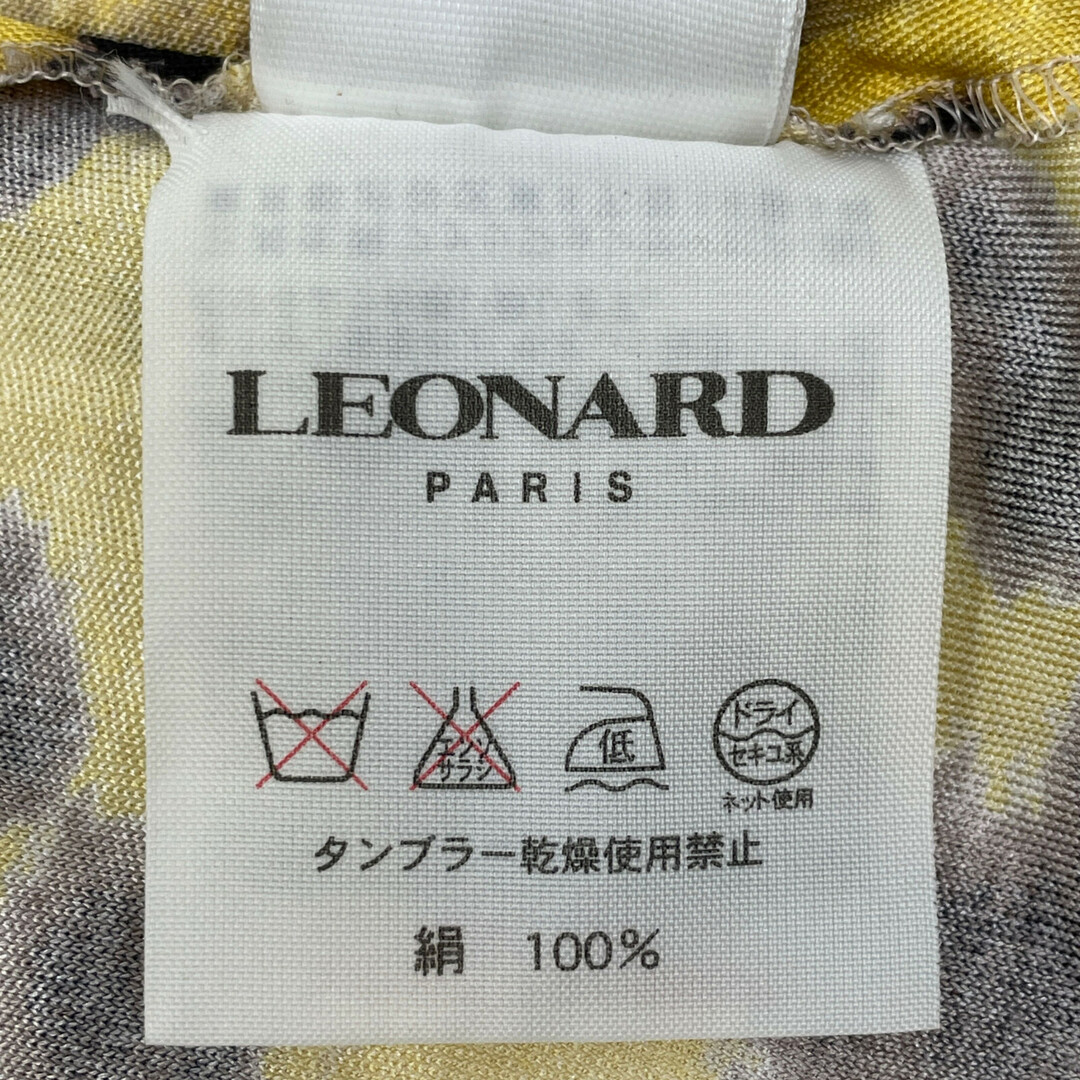 LEONARD
PARIS
エンソ
サラシ
低
ドライ
セキユ系
ネット使用
タンブラー乾燥使用禁止
絹 100%